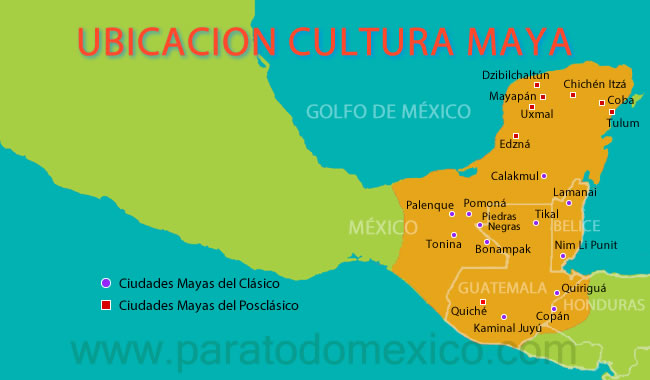 UBICACION CULTURA MAYA
Dzibilchaltún
Chichén Itzá
Mayapán
Coba
GOLFO DE MÉXICO
Uxmal
Tulum
Edzná
Calakmul
Lamanai
Palenque
Pomoná
Piedras
Negras
Tikal
BELICE
MÉXICO
Tonina
Bonampak
Nim Li Punit
Ciudades Mayas del Clásico
GUATEMALA
Quiriguá
Ciudades Mayas del Posclásico
HONDURAS
Quiché
Copán
Kaminal Juyú
www.paratodomexico.com